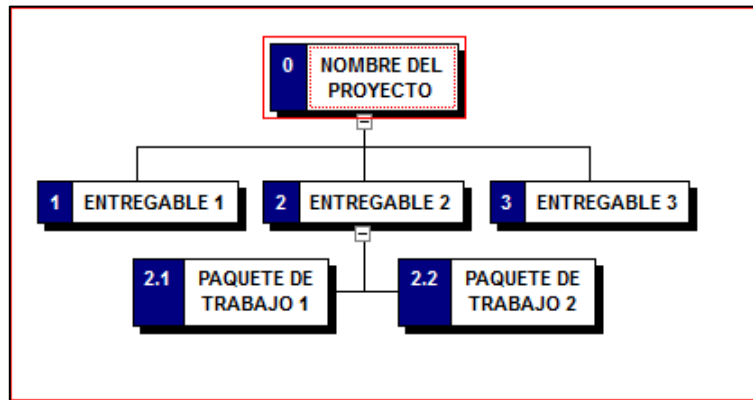 0 NOMBRE DEL
PROYECTO
1 ENTREGABLE 1
2 ENTREGABLE 2
3 ENTREGABLE 3
2.1 PAQUETE DE
TRABAJO 1
2.2 PAQUETE DE
TRABAJO 2